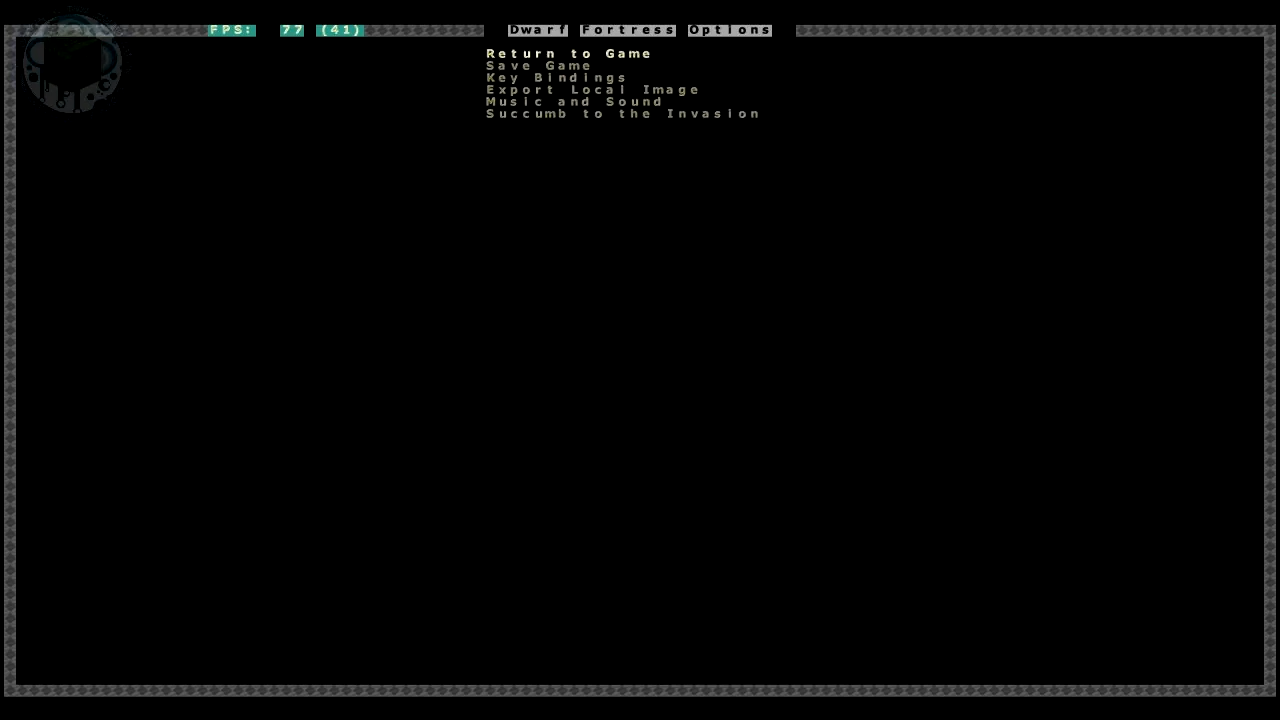 FPS: 77 (41)
Dwarf Fortress Options
Return to Game
Save Game
Key Bindings
Export Local Image
Music and Sound
Succumb to the Invasion